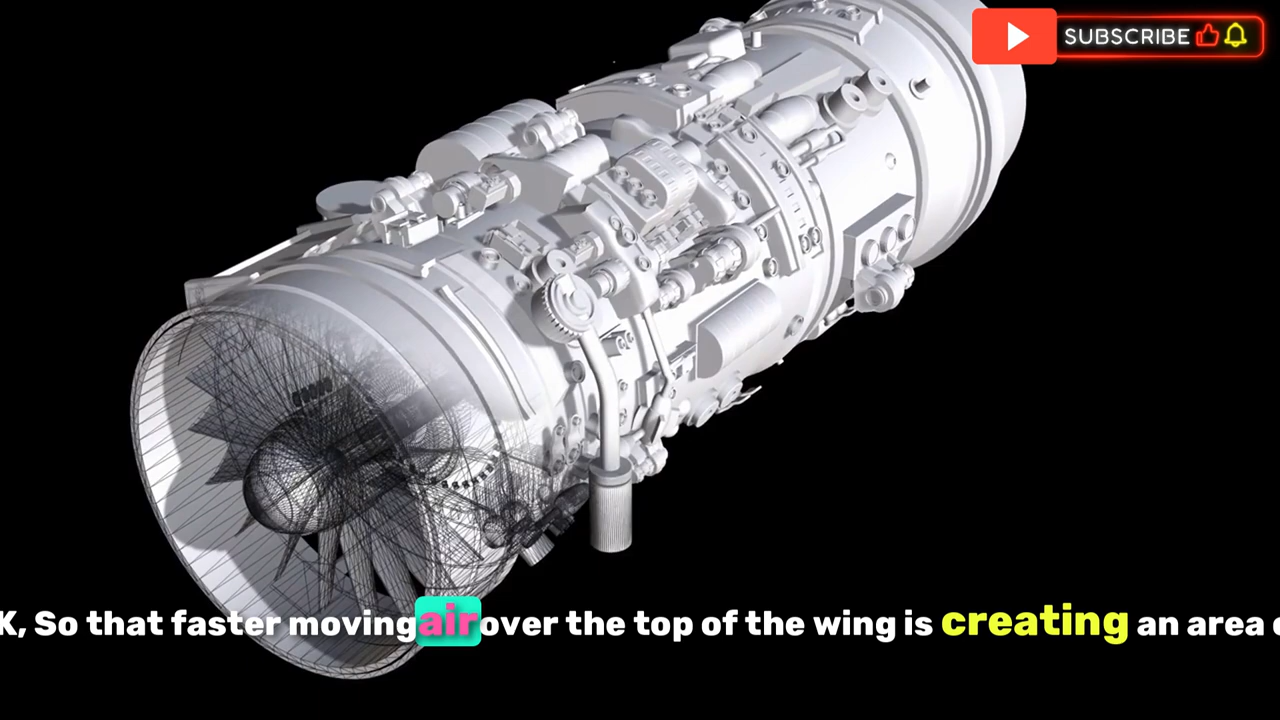 SUBSCRIBE
K, So that faster moving air over the top of the wing is creating an area